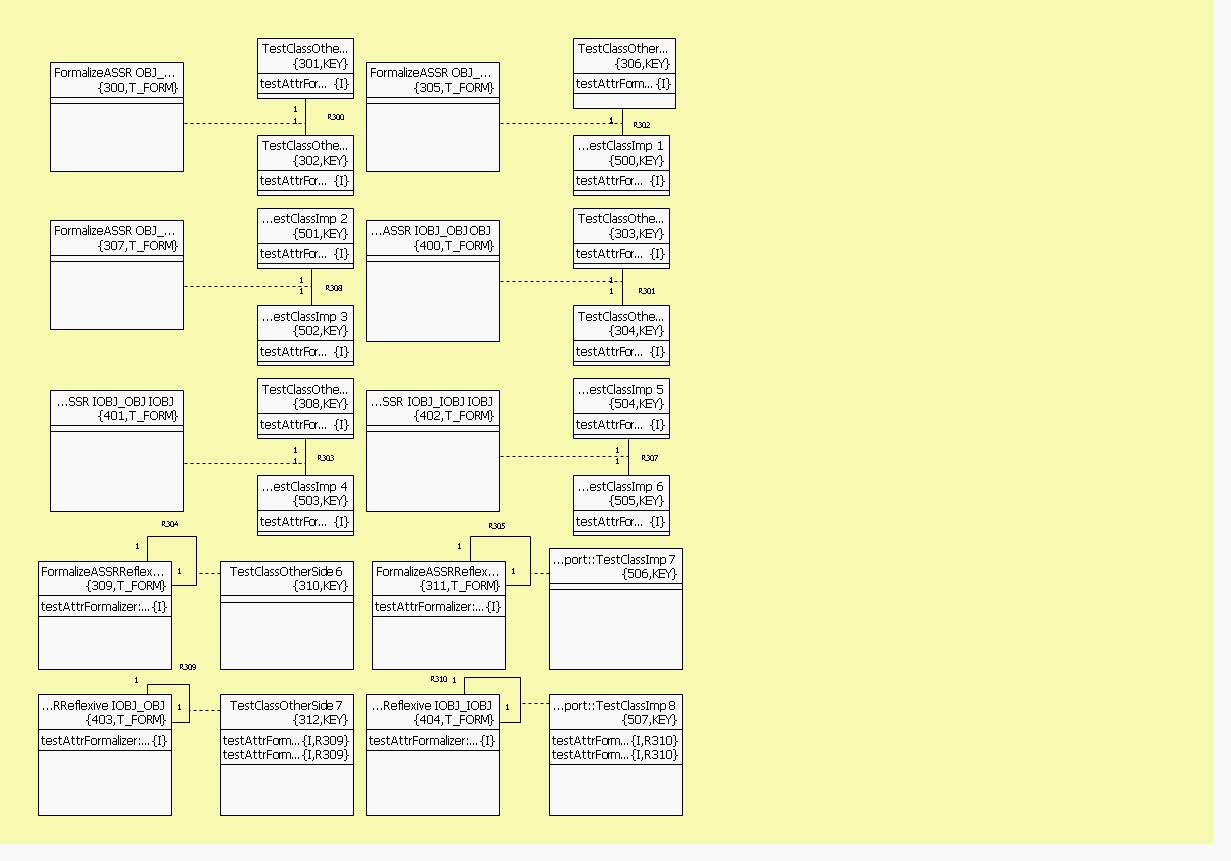 FormalizeASSR OBJ_...
{300,T_FORM}
TestClassOthe...
{301,KEY}
testAttrFor... {I}
1
1
R300
TestClassOthe...
{302,KEY}
testAttrFor... {I}
FormalizeASSR OBJ_...
{305,T_FORM}
TestClassOther...
{306,KEY}
testAttrForm... {I}
1
R302
...estClassImp 1
{500,KEY}
testAttrFor... {I}
FormalizeASSR OBJ_...
{307,T_FORM}
...estClassImp 2
{501,KEY}
testAttrFor... {I}
1
1
R308
...estClassImp 3
{502,KEY}
testAttrFor... {I}
...ASSR IOBJ_OBJ OBJ
{400,T_FORM}
TestClassOthe...
{303,KEY}
testAttrFor... {I}
1
1
R301
TestClassOthe...
{304,KEY}
testAttrFor... {I}
...SSR IOBJ_OBJ IOBJ
{401,T_FORM}
TestClassOthe...
{308,KEY}
testAttrFor... {I}
1
1
R303
...estClassImp 4
{503,KEY}
testAttrFor... {I}
...SSR IOBJ_IOBJ IOBJ
{402,T_FORM}
...estClassImp 5
{504,KEY}
testAttrFor... {I}
1
1
R307
...estClassImp 6
{505,KEY}
testAttrFor... {I}
R304
1
1
FormalizeASSRReflex...
{309,T_FORM}
testAttrFormalizer:... {I}
TestClassOtherSide6
{310,KEY}
R305
1
1
FormalizeASSRReflex...
{311,T_FORM}
testAttrFormalizer:... {I}
...port::TestClassImp 7
{506,KEY}
R309
1
1
...RReflexive IOBJ_OBJ
{403,T_FORM}
testAttrFormalizer:... {I}
TestClassOtherSide7
{312,KEY}
testAttrForm... {I,R309}
testAttrForm... {I,R309}
R310 1
1
...Reflexive IOBJ_IOBJ
{404,T_FORM}
testAttrFormalizer:... {I}
...port::TestClassImp 8
{507,KEY}
testAttrForm... {I,R310}
testAttrForm... {I,R310}